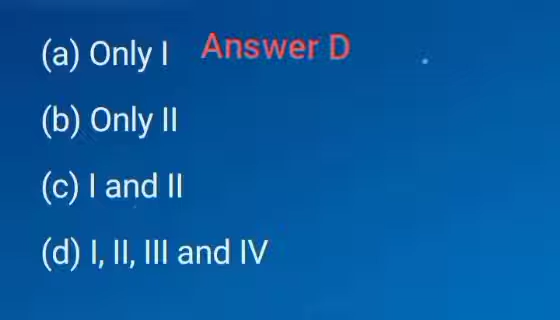 (a) Only I Answer D
(b) Only II
(c) I and II
(d) I, II, III and IV